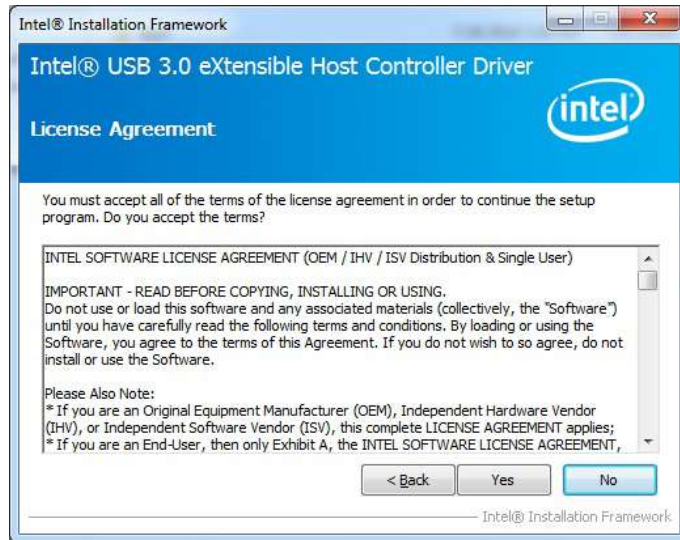 Intel® Installation Framework
Intel® USB 3.0 eXtensible Host Controller Driver
intel
License Agreement
You must accept all of the terms of the license agreement in order to continue the setup
program. Do you accept the terms?
INTEL SOFTWARE LICENSE AGREEMENT (OEM / IHV / ISV Distribution & Single User)
IMPORTANT - READ BEFORE COPYING, INSTALLING OR USING.
Do not use or load this software and any associated materials (collectively, the "Software")
until you have carefully read the following terms and conditions. By loading or using the
Software, you agree to the terms of this Agreement. If you do not wish to so agree, do not
install or use the Software.
Please Also Note:
* If you are an Original Equipment Manufacturer (OEM), Independent Hardware Vendor
(IHV), or Independent Software Vendor (ISV), this complete LICENSE AGREEMENT applies;
* If you are an End-User, then only Exhibit A, the INTEL SOFTWARE LICENSE AGREEMENT,
< Back Yes No
Intel® Installation Framework